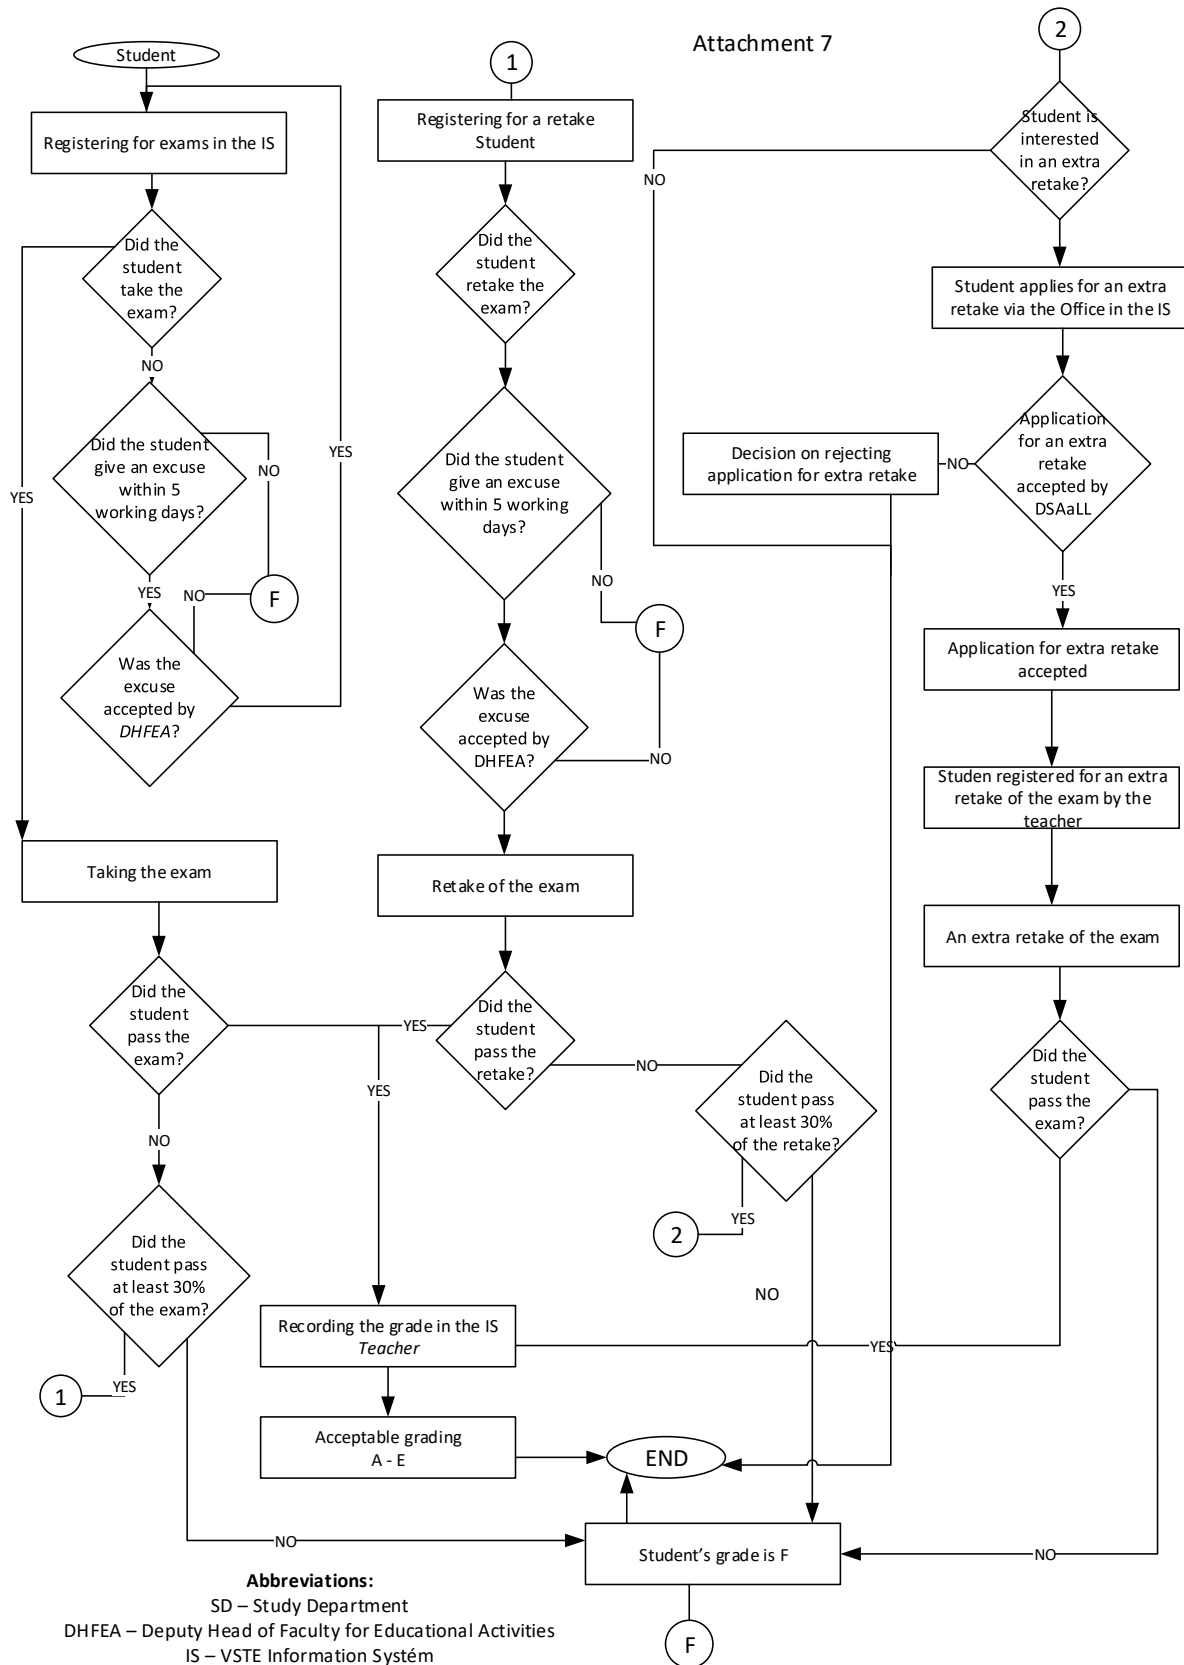 Attachment 7
Student
Registering for exams in the IS
Did the
student
take the
exam?
NO
YES
Did the student
give an excuse
within 5
working days?
NO
YES
YES
NO
F
Was the
excuse
accepted by
DHFEA?
Taking the exam
Did the
student
pass the
exam?
YES
NO
Did the
student pass
at least 30%
of the exam?
YES
1
NO
1
Registering for a retake
Student
Did the
student
retake the
exam?
Did the student
give an excuse
within 5 working
days?
NO
F
Was the
excuse
accepted by
DHFEA?
NO
Retake of the exam
Did the
student
pass the
retake?
YES
NO
Did the
student pass
at least 30%
of the retake?
YES
2
NO
Recording the grade in the IS
Teacher
Acceptable grading
A - E
END
Student’s grade is F
F
2
Student is
interested
in an extra
retake?
NO
Student applies for an extra
retake via the Office in the IS
Application
for an extra
retake
accepted by
DSAaLL
NO
Decision on rejecting
application for extra retake
YES
Application for extra retake
accepted
Studen registered for an extra
retake of the exam by the
teacher
An extra retake of the exam
Did the
student
pass the
exam?
YES
NO
Abbreviations:
SD – Study Department
DHFEA – Deputy Head of Faculty for Educational Activities
IS – VSTE Information Systém